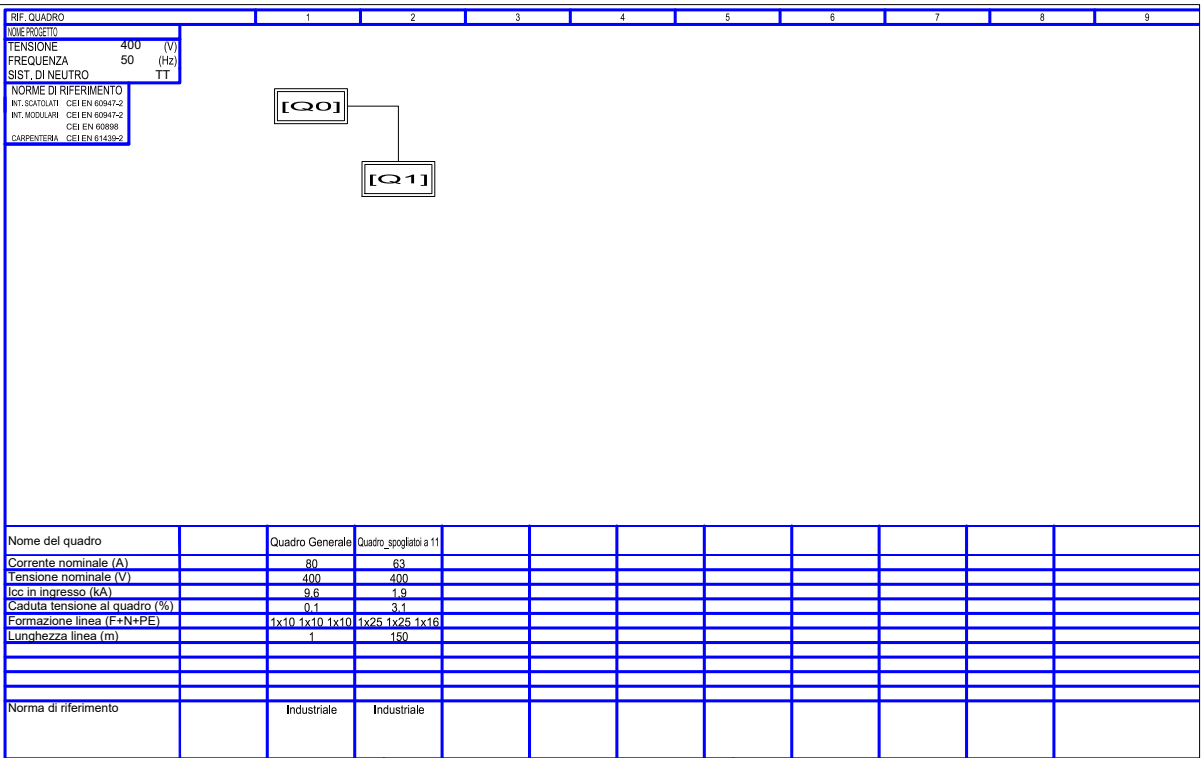 RIF. QUADRO 1 2 3 4 5 6 7 8 9
NOME PROGETTO
TENSIONE 400 (V)
FREQUENZA 50 (Hz)
SIST. DI NEUTRO TT
NORME DI RIFERIMENTO
INT. SCATOLATI CEI EN 60947-2
INT. MODULARI CEI EN 60947-2
CEI EN 60898
CARPENTERIA CEI EN 61439-2
[Q0]
[Q1]
Nome del quadro Quadro Generale Quadro_spogliatoi a 11
Corrente nominale (A) 80 63
Tensione nominale (V) 400 400
Icc in ingresso (kA) 9,6 1,9
Caduta tensione al quadro (%) 0,1 3,1
Formazione linea (F+N+PE) 1x10 1x10 1x10 1x25 1x25 1x16
Lunghezza linea (m) 1 150
Norma di riferimento Industriale Industriale